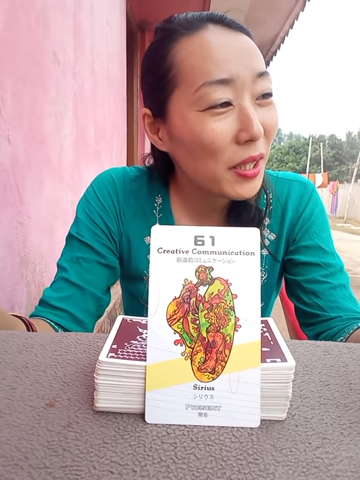 61
Creative Communication
創造的コミュニケーション
Sirius
シリウス
PRESENT
現在